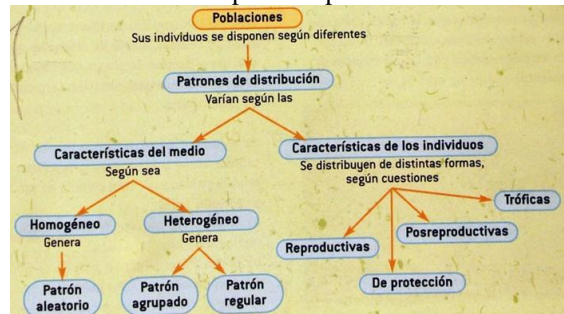 Poblaciones
Sus individuos se disponen según diferentes
Patrones de distribución
Varían según las
Características del medio
Según sea
Características de los individuos
Se distribuyen de distintas formas,
según cuestiones
Homogéneo
Genera
Heterogéneo
Genera
Tróficas
Posreproductivas
Reproductivas
De protección
Patrón
aleatorio
Patrón
agrupado
Patrón
regular